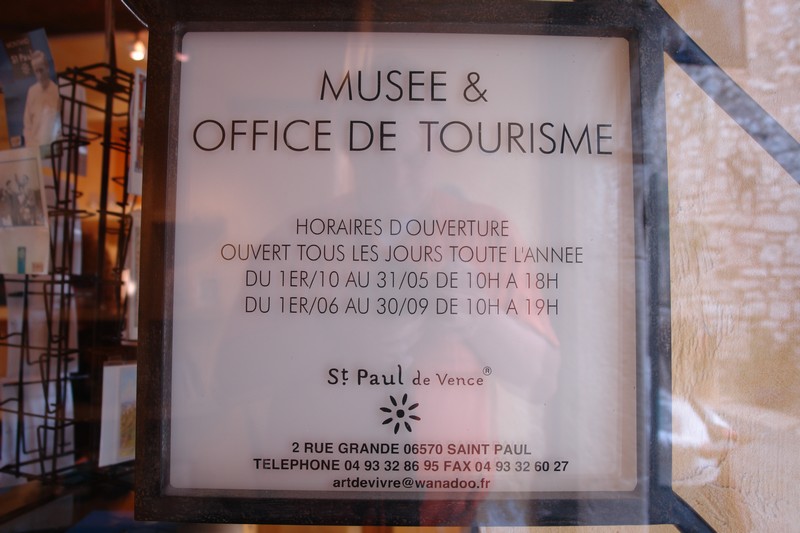 MUSEE &
OFFICE DE TOURISME
HORAIRES D OUVERTURE
OUVERT TOUS LES JOURS TOUTE L'ANNEE
DU 1ER/10 AU 31/05 DE 10H A 18H
DU 1ER/06 AU 30/09 DE 10H A 19H
St Paul de Vence®
2 RUE GRANDE 06570 SAINT PAUL
TELEPHONE 04 93 32 86 95 FAX 04 93 32 60 27
artdevivre@wanadoo.fr